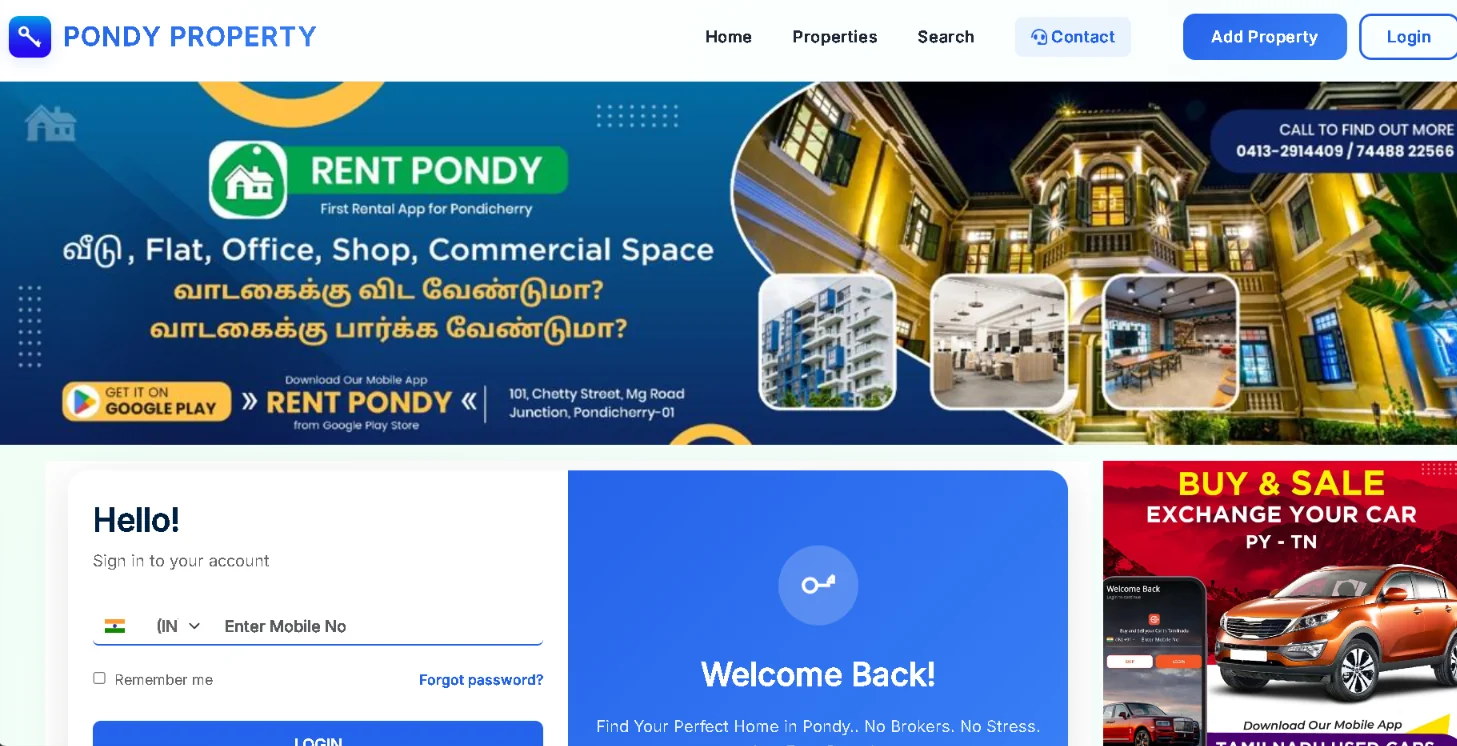 PONDY PROPERTY
Home
Properties
Search
Contact
Add Property
Login
RENT PONDY
First Rental App for Pondicherry
வீடு, Flat, Office, Shop, Commercial Space
வாடகைக்கு விட வேண்டுமா?
வாடகைக்கு பார்க்க வேண்டுமா?
GET IT ON
GOOGLE PLAY
Download Our Mobile App
» RENT PONDY «
from Google Play Store
101, Chetty Street, Mg Road
Junction, Pondicherry-01
CALL TO FIND OUT MORE
0413-2914409 / 74488 22566
Hello!
Sign in to your account
(IN
Enter Mobile No
Remember me
Forgot password?
LOGIN
Welcome Back!
Find Your Perfect Home in Pondy.. No Brokers. No Stress.
BUY & SALE
EXCHANGE YOUR CAR
PY - TN
Welcome Back
Download Our Mobile App
TAMILNADU USED CARS